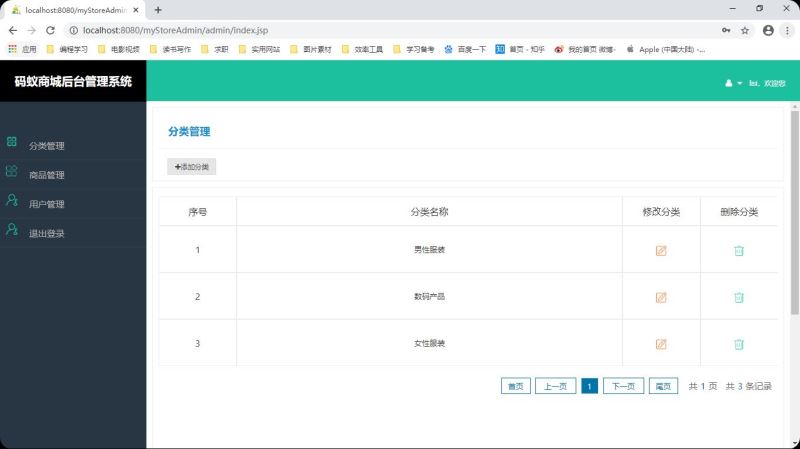 localhost:8080/myStoreAdmin
localhost:8080/myStoreAdmin/admin/index.jsp
应用 编程学习 电影视频 读书写作 求职 实用网站 图片素材 效率工具 学习备考 百度一下 首页 - 知乎 我的首页 微博- Apple (中国大陆) -...
码蚁商城后台管理系统
欢迎您
分类管理
商品管理
用户管理
退出登录
分类管理
+添加分类
序号 分类名称 修改分类 删除分类
1 男性服装
2 数码产品
3 女性服装
首页 上一页 1 下一页 尾页 共 1 页 共 3 条记录